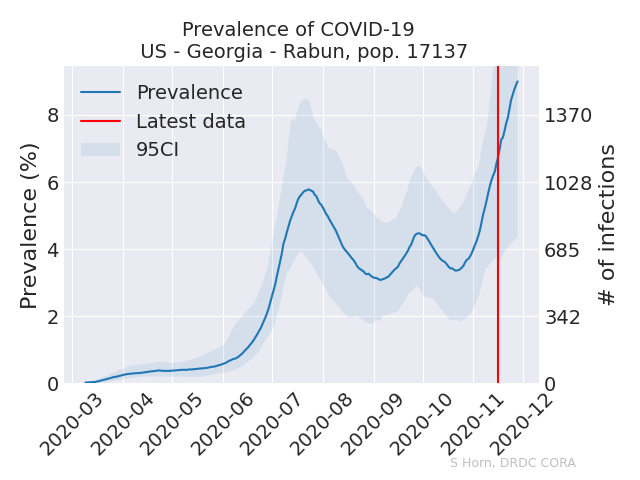 Prevalence of COVID-19
US - Georgia - Rabun, pop. 17137
Prevalence
Latest data
95CI
Prevalence (%)
8
6
4
2
0
1370
1028
685
342
0
# of infections
2020-03
2020-04
2020-05
2020-06
2020-07
2020-08
2020-09
2020-10
2020-11
2020-12
S Horn, DRDC CORA